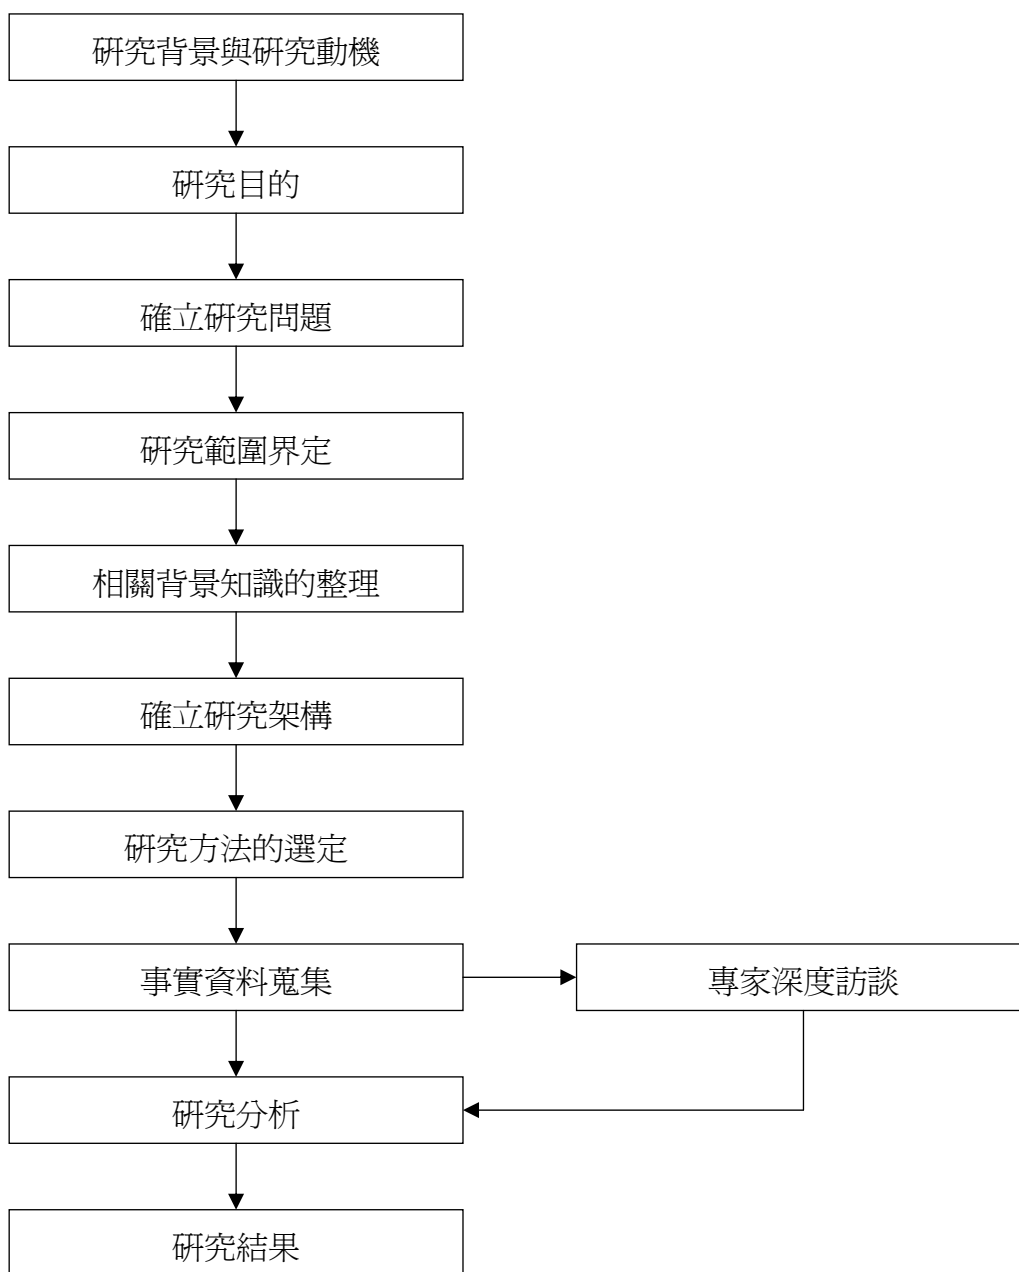 研究背景與研究動機
研究目的
確立研究問題
研究範圍界定
相關背景知識的整理
確立研究架構
研究方法的選定
事實資料蒐集
專家深度訪談
研究分析
研究結果